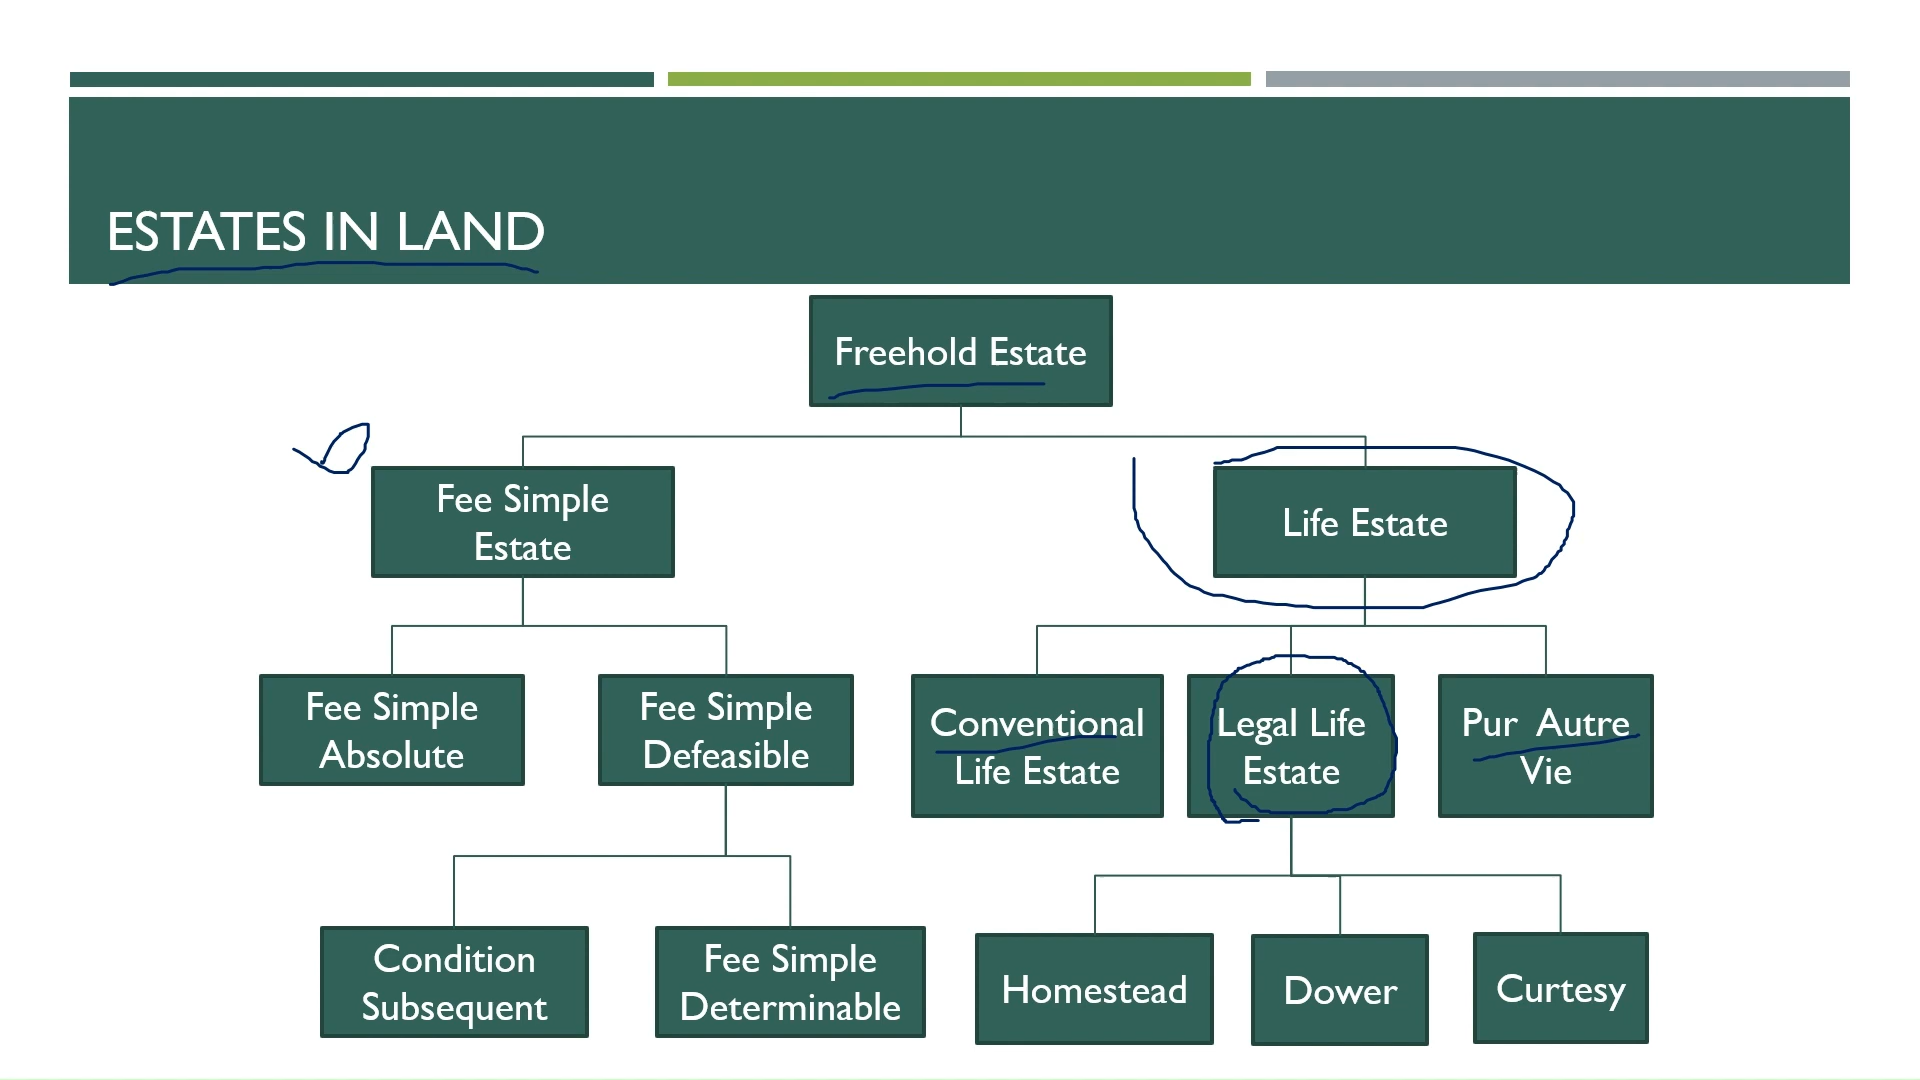 ESTATES IN LAND
Freehold Estate
Fee Simple
Estate
Life Estate
Fee Simple
Absolute
Fee Simple
Defeasible
Conventional
Life Estate
Legal Life
Estate
Pur Autre
Vie
Condition
Subsequent
Fee Simple
Determinable
Homestead
Dower
Curtesy